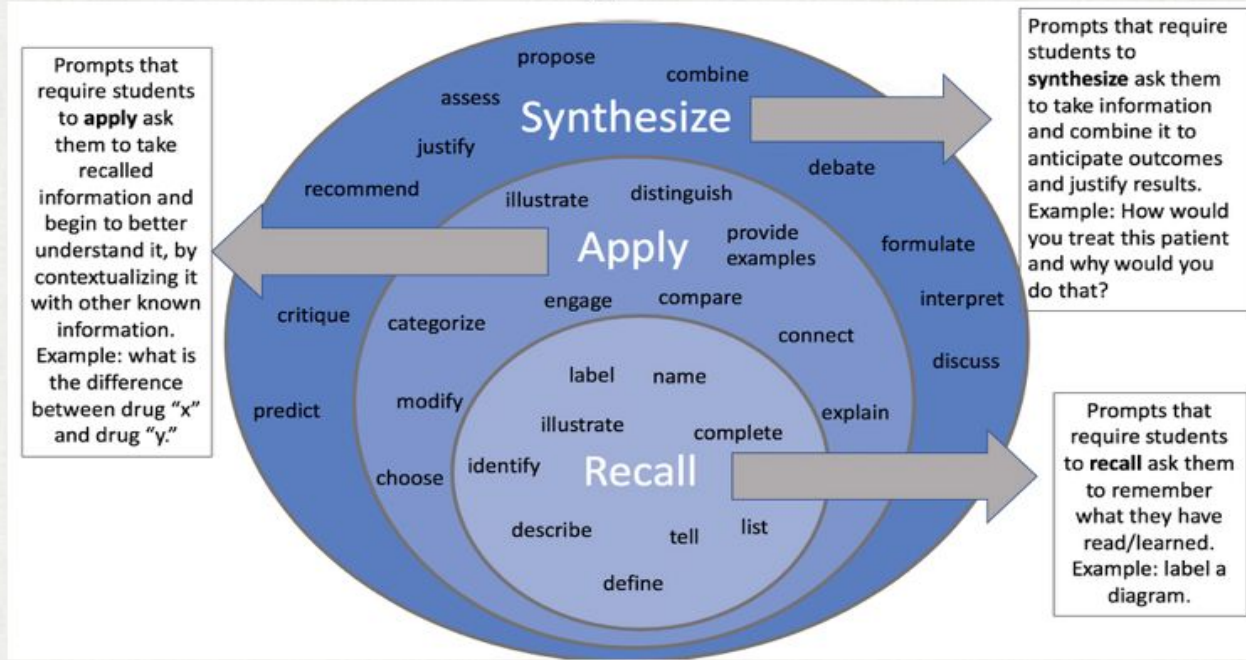 Prompts that
require students
to apply ask
them to take
recalled
information and
begin to better
understand it, by
contextualizing it
with other known
information.
Example: what is
the difference
between drug “x”
and drug “y.”
propose
combine
assess
Synthesize
justify
debate
recommend
formulate
interpret
critique
discuss
predict
illustrate
distinguish
Apply
provide
examples
engage
compare
categorize
connect
modify
explain
choose
label
name
illustrate
complete
identify
Recall
describe
tell
list
define
Prompts that require
students to
synthesize ask them
to take information
and combine it to
anticipate outcomes
and justify results.
Example: How would
you treat this patient
and why would you
do that?
Prompts that
require students
to recall ask them
to remember
what they have
read/learned.
Example: label a
diagram.